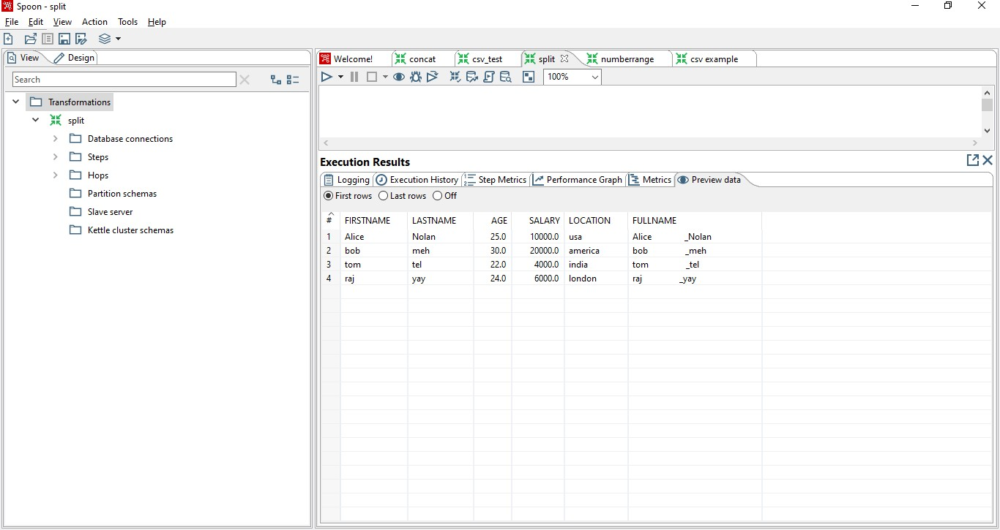 Spoon - split
File Edit View Action Tools Help
View Design
Search
Transformations
split
Database connections
Steps
Hops
Partition schemas
Slave server
Kettle cluster schemas
Welcome! concat csv_test split numberrange csv example
100%
Execution Results
Logging Execution History Step Metrics Performance Graph Metrics Preview data
First rows Last rows Off
# FIRSTNAME LASTNAME AGE SALARY LOCATION FULLNAME
1 Alice Nolan 25.0 10000.0 usa Alice _Nolan
2 bob meh 30.0 20000.0 america bob _meh
3 tom tel 22.0 4000.0 india tom _tel
4 raj yay 24.0 6000.0 london raj _yay